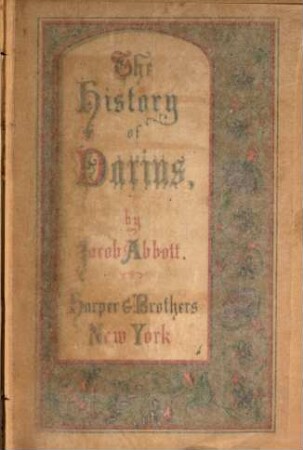 The
History
of
Darius,
by
Jacob Abbott.
Harper & Brothers
New York